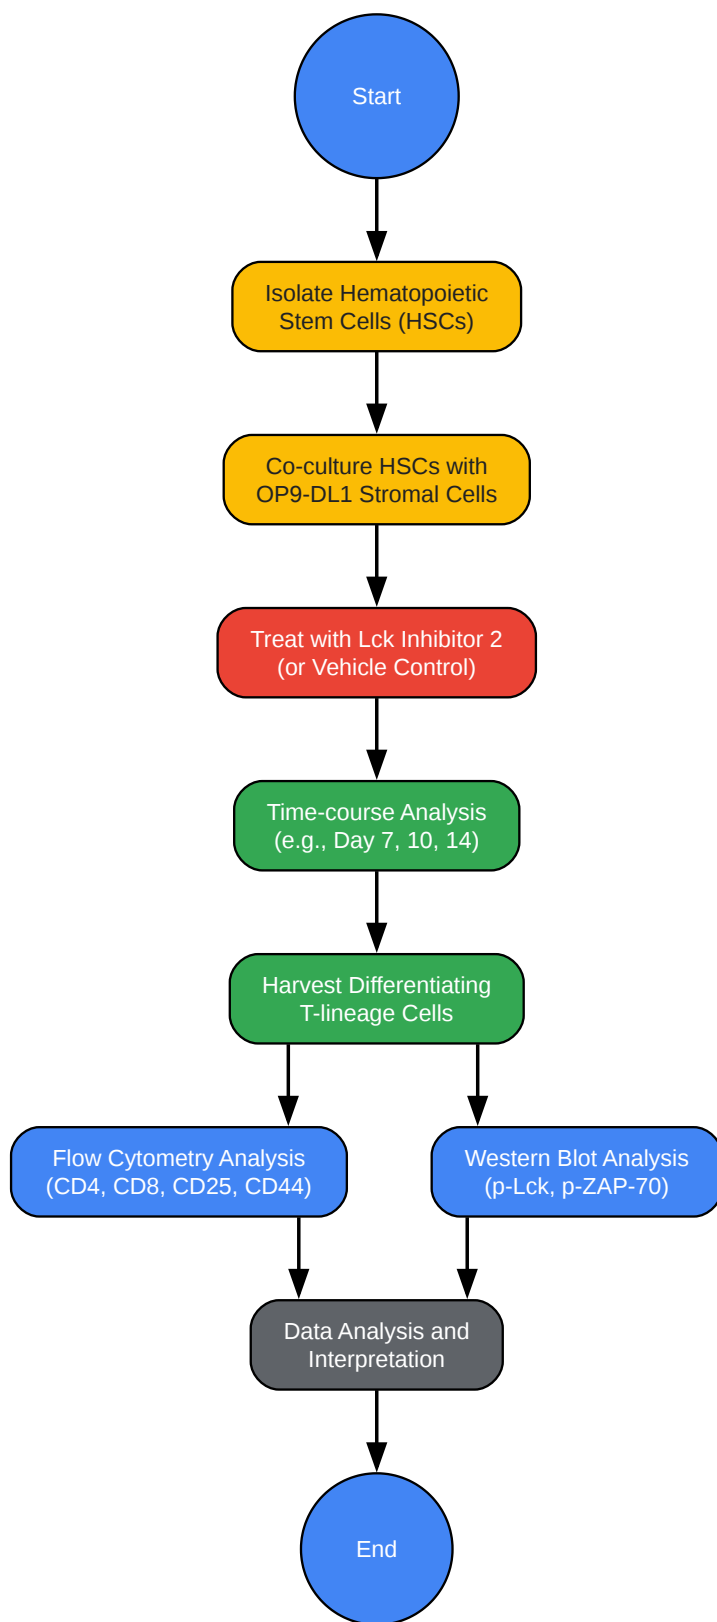 Start
Isolate Hematopoietic
Stem Cells (HSCs)
Co-culture HSCs with
OP9-DL1 Stromal Cells
Treat with Lck Inhibitor 2
(or Vehicle Control)
Time-course Analysis
(e.g., Day 7, 10, 14)
Harvest Differentiating
T-lineage Cells
Flow Cytometry Analysis
(CD4, CD8, CD25, CD44)
Western Blot Analysis
(p-Lck, p-ZAP-70)
Data Analysis and
Interpretation
End